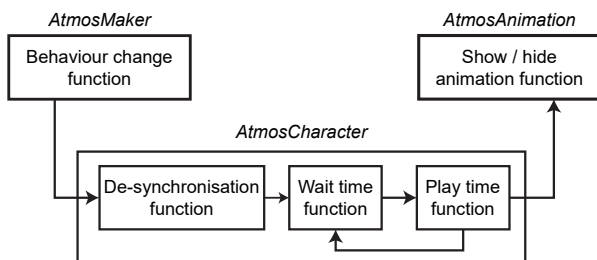 AtmosMaker
Behaviour change
function
AtmosAnimation
Show / hide
animation function
AtmosCharacter
De-synchronisation
function
Wait time
function
Play time
function